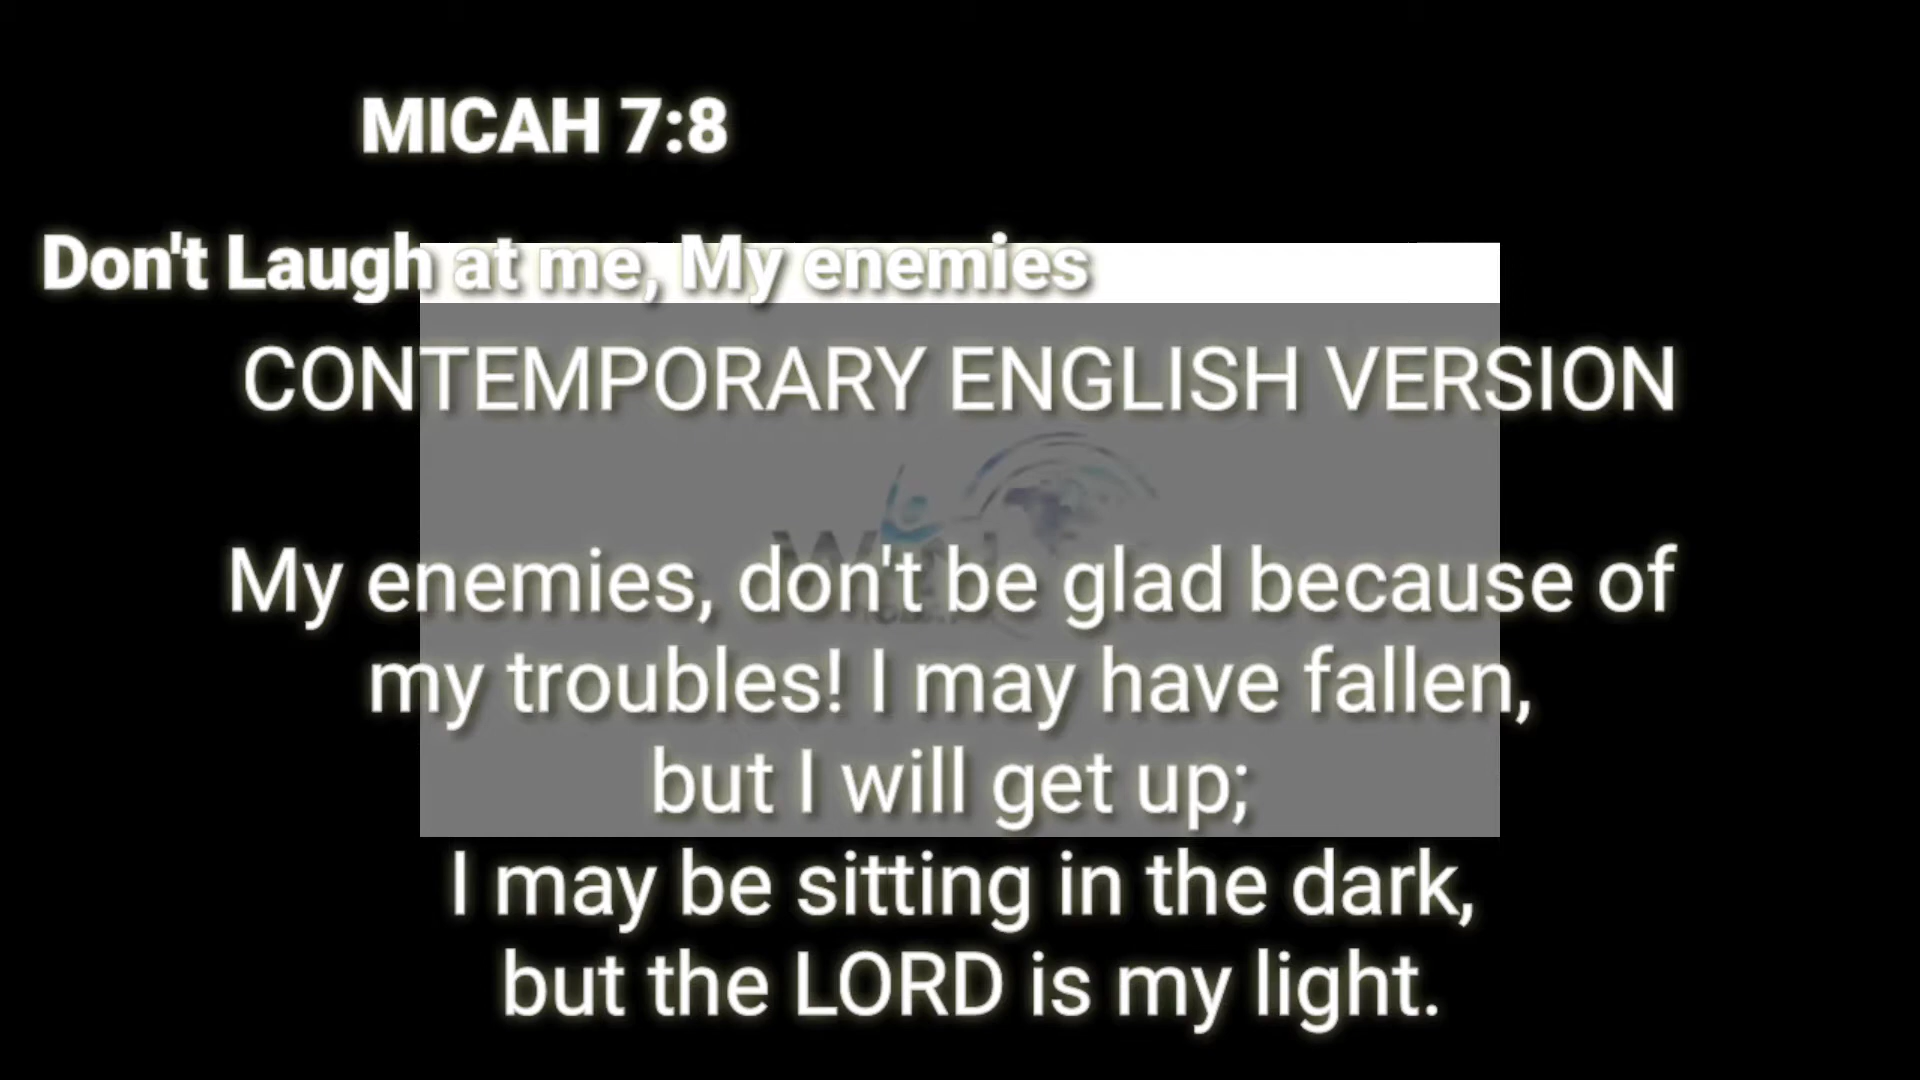 MICAH 7:8
Don't Laugh at me, My enemies
CONTEMPORARY ENGLISH VERSION
My enemies, don't be glad because of
my troubles! I may have fallen,
but I will get up;
I may be sitting in the dark,
but the LORD is my light.